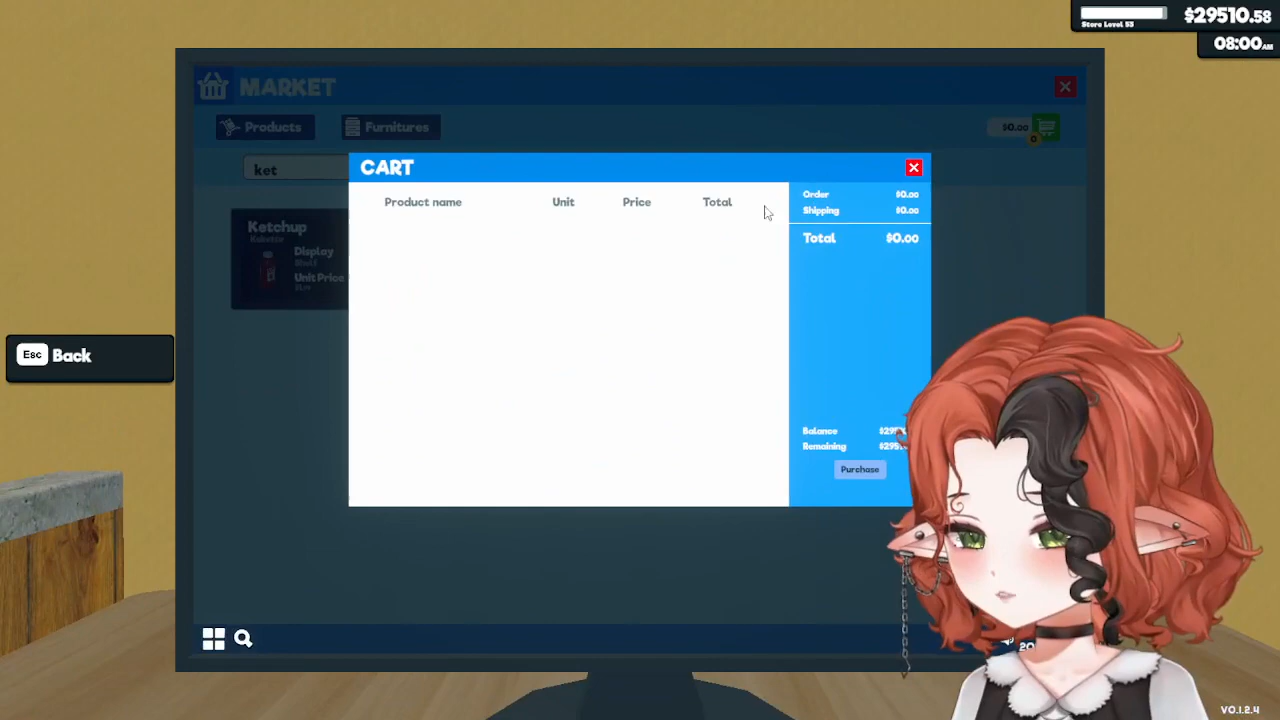 $29510.58
Store Level 53
08:00AM
MARKET
Products
Furnitures
$0.00
0
ket
CART
Product name
Unit
Price
Total
Order
$0.00
Shipping
$0.00
Total
$0.00
Ketchup
Display
Shelf
Unit Price
Esc Back
Balance
Remaining
Purchase
V0.1.2.4